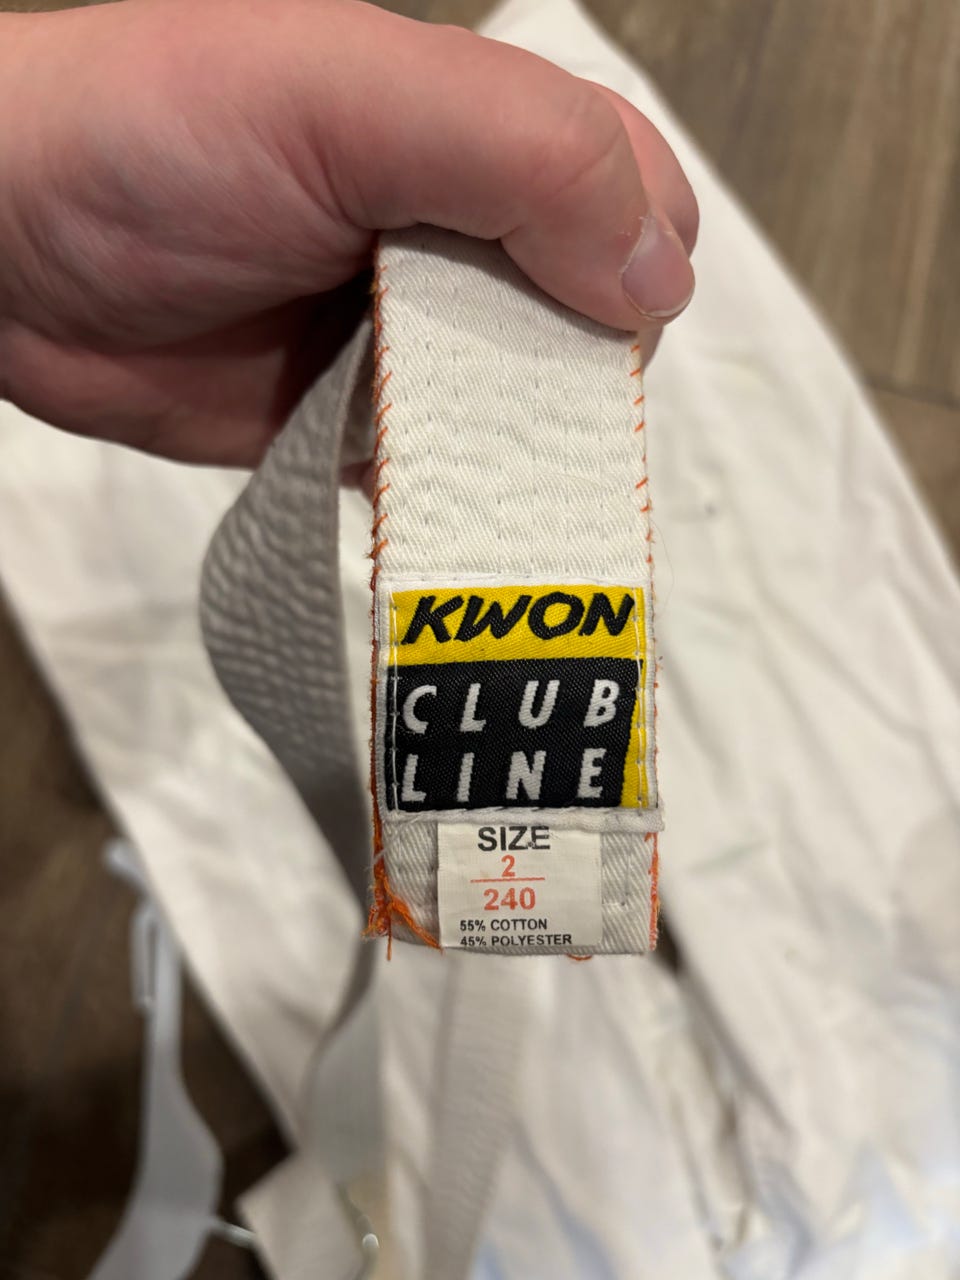 KWON
CLUB
LINE
SIZE
2
240
55% COTTON
45% POLYESTER